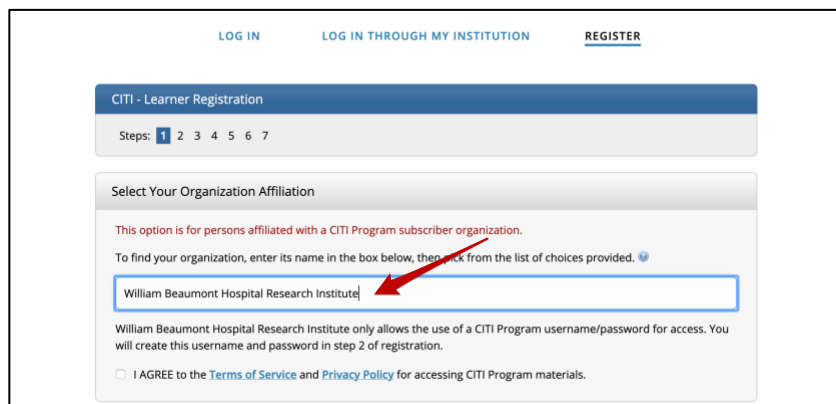 LOG IN LOG IN THROUGH MY INSTITUTION REGISTER
CITI - Learner Registration
Steps: 1 2 3 4 5 6 7
Select Your Organization Affiliation
This option is for persons affiliated with a CITI Program subscriber organization.
To find your organization, enter its name in the box below, then pick from the list of choices provided.
William Beaumont Hospital Research Institute
William Beaumont Hospital Research Institute only allows the use of a CITI Program username/password for access. You
will create this username and password in step 2 of registration.
I AGREE to the Terms of Service and Privacy Policy for accessing CITI Program materials.